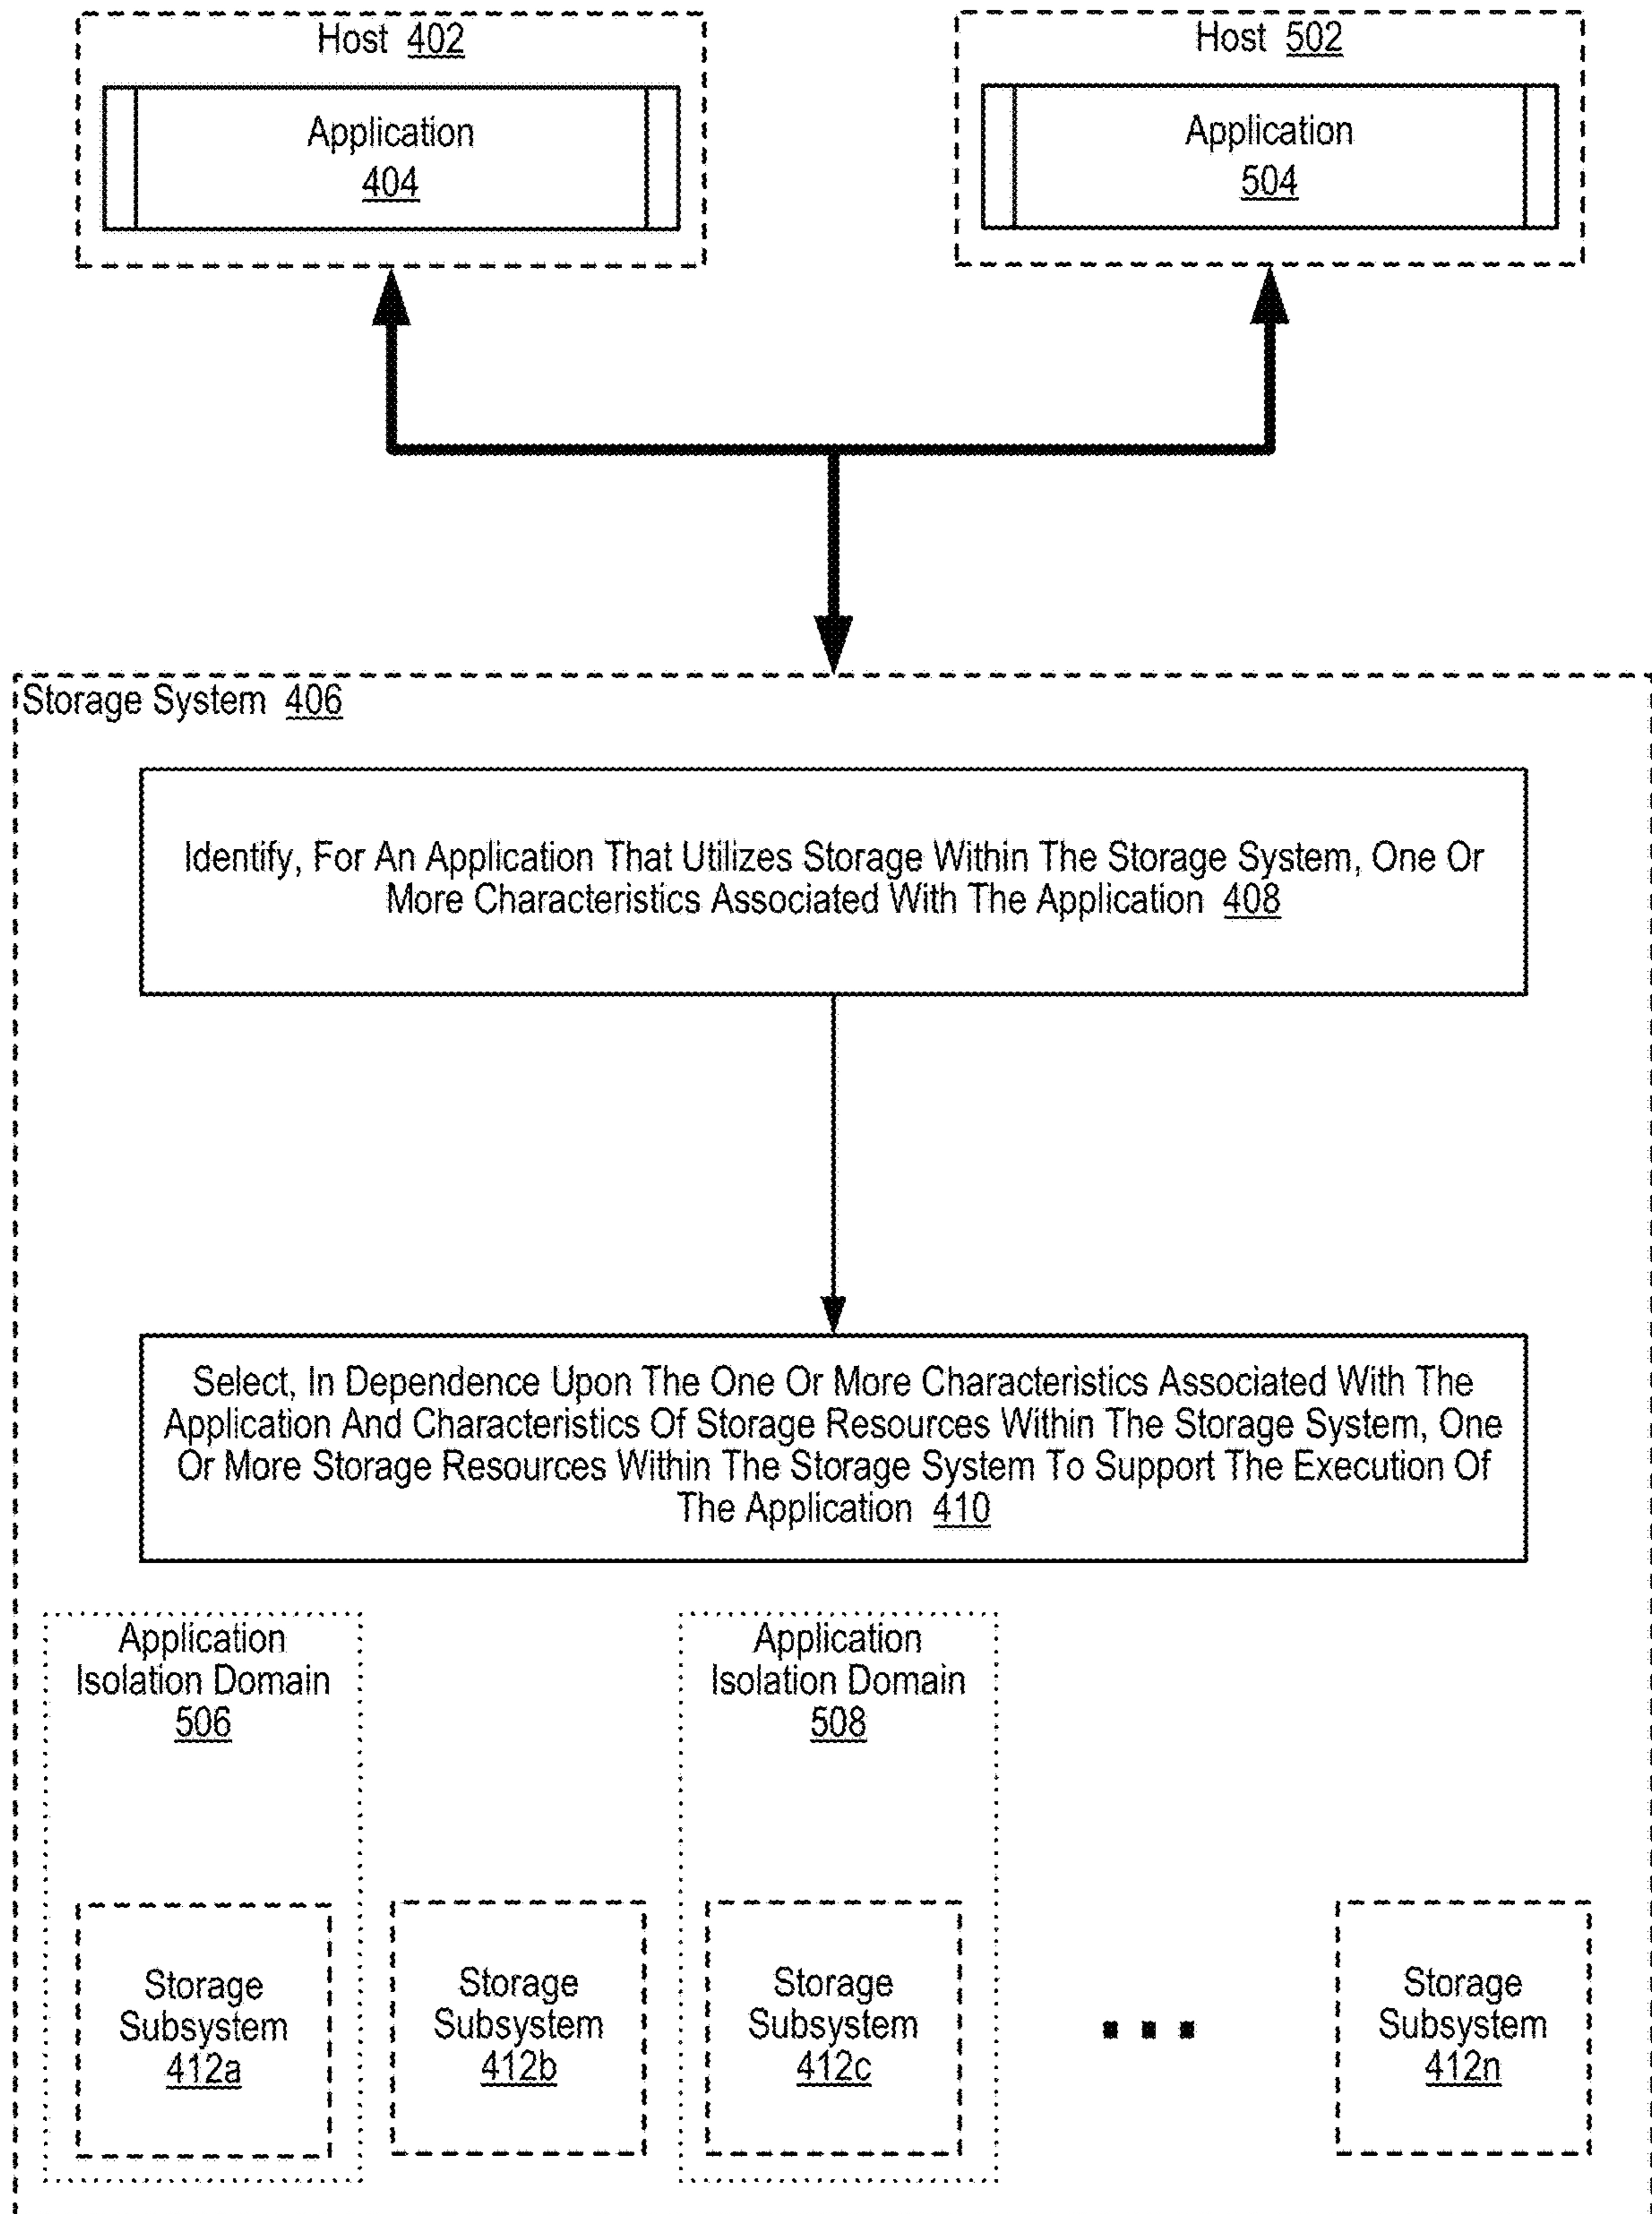 Host 402
Application
404
Host 502
Application
504
Storage System 406
Identify, For An Application That Utilizes Storage Within The Storage System, One Or
More Characteristics Associated With The Application 408
Select, In Dependence Upon The One Or More Characteristics Associated With The
Application And Characteristics Of Storage Resources Within The Storage System, One
Or More Storage Resources Within The Storage System To Support The Execution Of
The Application 410
Application
Isolation Domain
506
Application
Isolation Domain
508
Storage
Subsystem
412a
Storage
Subsystem
412b
Storage
Subsystem
412c
Storage
Subsystem
412n